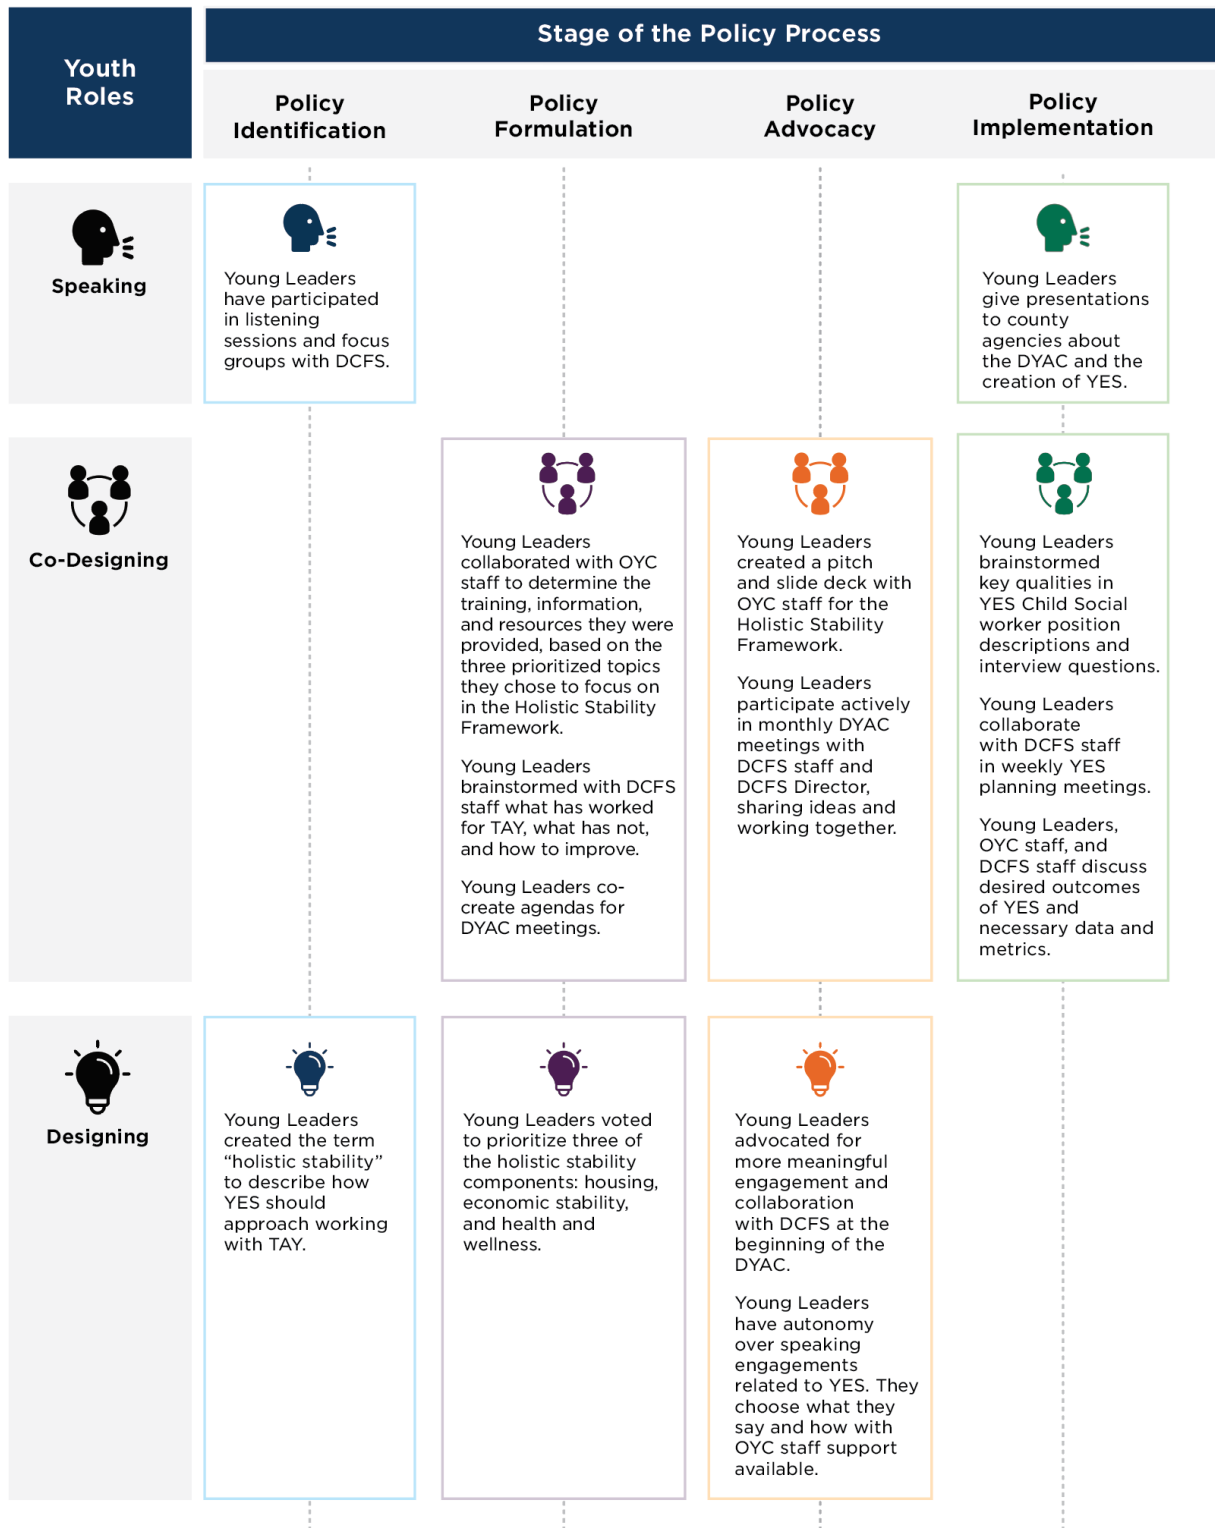 Youth
Roles
Stage of the Policy Process
Policy
Identification
Policy
Formulation
Policy
Advocacy
Policy
Implementation
Speaking
Young Leaders
have participated
in listening
sessions and focus
groups with DCFS.
Young Leaders
give presentations
to county
agencies about
the DYAC and the
creation of YES.
Co-Designing
Young Leaders
collaborated with OYC
staff to determine the
training, information,
and resources they were
provided, based on the
three prioritized topics
they chose to focus on
in the Holistic Stability
Framework.
Young Leaders
brainstormed with DCFS
staff what has worked
for TAY, what has not,
and how to improve.
Young Leaders co-
create agendas for
DYAC meetings.
Young Leaders
created a pitch
and slide deck with
OYC staff for the
Holistic Stability
Framework.
Young Leaders
participate actively
in monthly DYAC
meetings with
DCFS staff and
DCFS Director,
sharing ideas and
working together.
Young Leaders
brainstormed
key qualities in
YES Child Social
worker position
descriptions and
interview questions.
Young Leaders
collaborate
with DCFS staff
in weekly YES
planning meetings.
Young Leaders,
OYC staff, and
DCFS staff discuss
desired outcomes
of YES and
necessary data and
metrics.
Designing
Young Leaders
created the term
“holistic stability”
to describe how
YES should
approach working
with TAY.
Young Leaders voted
to prioritize three of
the holistic stability
components: housing,
economic stability,
and health and
wellness.
Young Leaders
advocated for
more meaningful
engagement and
collaboration
with DCFS at the
beginning of the
DYAC.
Young Leaders
have autonomy
over speaking
engagements
related to YES. They
choose what they
say and how with
OYC staff support
available.